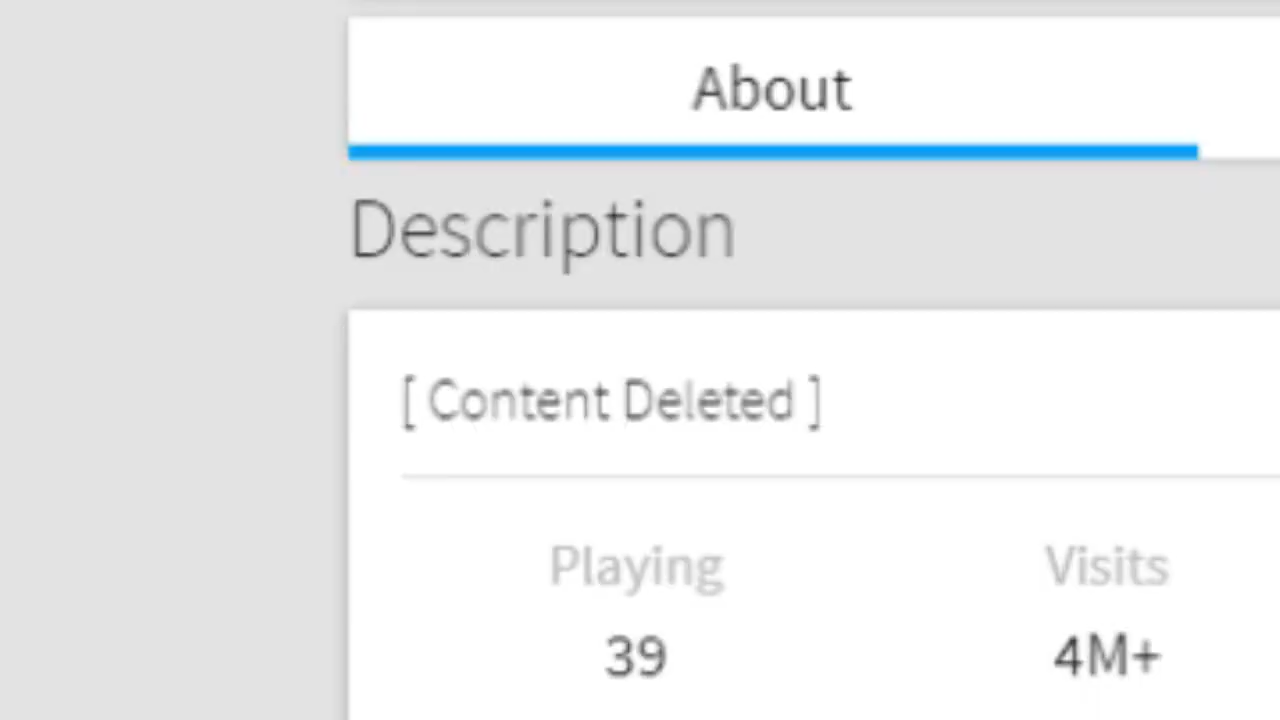 About
Description
[ Content Deleted ]
Playing Visits
39 4M+